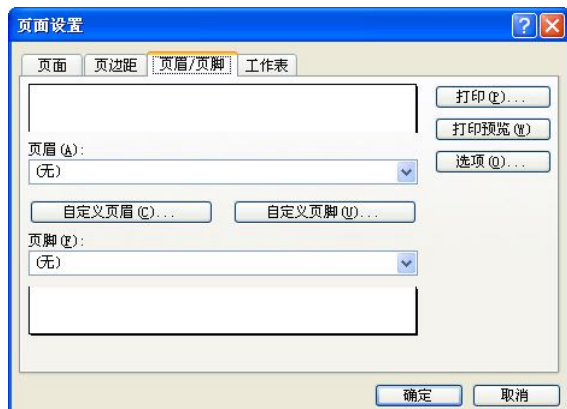 页面设置
页面 页边距 页眉/页脚 工作表
打印(P)...
打印预览(W)
选项(O)...
页眉(A):
(无)
自定义页眉(C)... 自定义页脚(U)...
页脚(F):
(无)
确定 取消